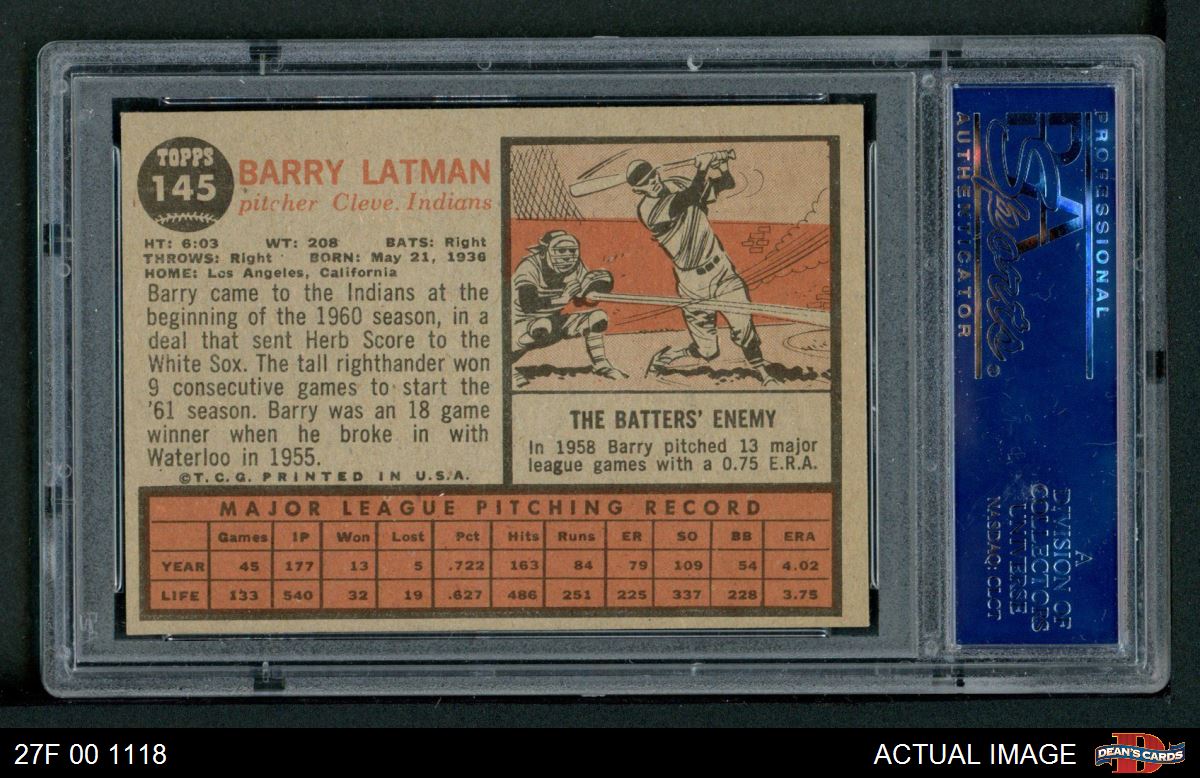 TOPPS
145
BARRY LATMAN
pitcher Cleve. Indians
HT: 6:03 WT: 208 BATS: Right
THROWS: Right BORN: May 21, 1936
HOME: Los Angeles, California
Barry came to the Indians at the
beginning of the 1960 season, in a
deal that sent Herb Score to the
White Sox. The tall righthander won
9 consecutive games to start the
'61 season. Barry was an 18 game
winner when he broke in with
Waterloo in 1955.
©T.C.G. PRINTED IN U.S.A.
THE BATTERS' ENEMY
In 1958 Barry pitched 13 major
league games with a 0.75 E.R.A.
MAJOR LEAGUE PITCHING RECORD
Games IP Won Lost Pct Hits Runs ER SO BB ERA
YEAR 45 177 13 5 .722 163 84 79 109 54 4.02
LIFE 133 540 32 19 .627 486 251 225 337 228 3.75
PROFESSIONAL
PSA
Sports
AUTHENTICATOR
A
DIVISION OF
COLLECTORS
UNIVERSE
NASDAQ: CLCT
27F 00 1118
ACTUAL IMAGE
DEAN'S CARDS